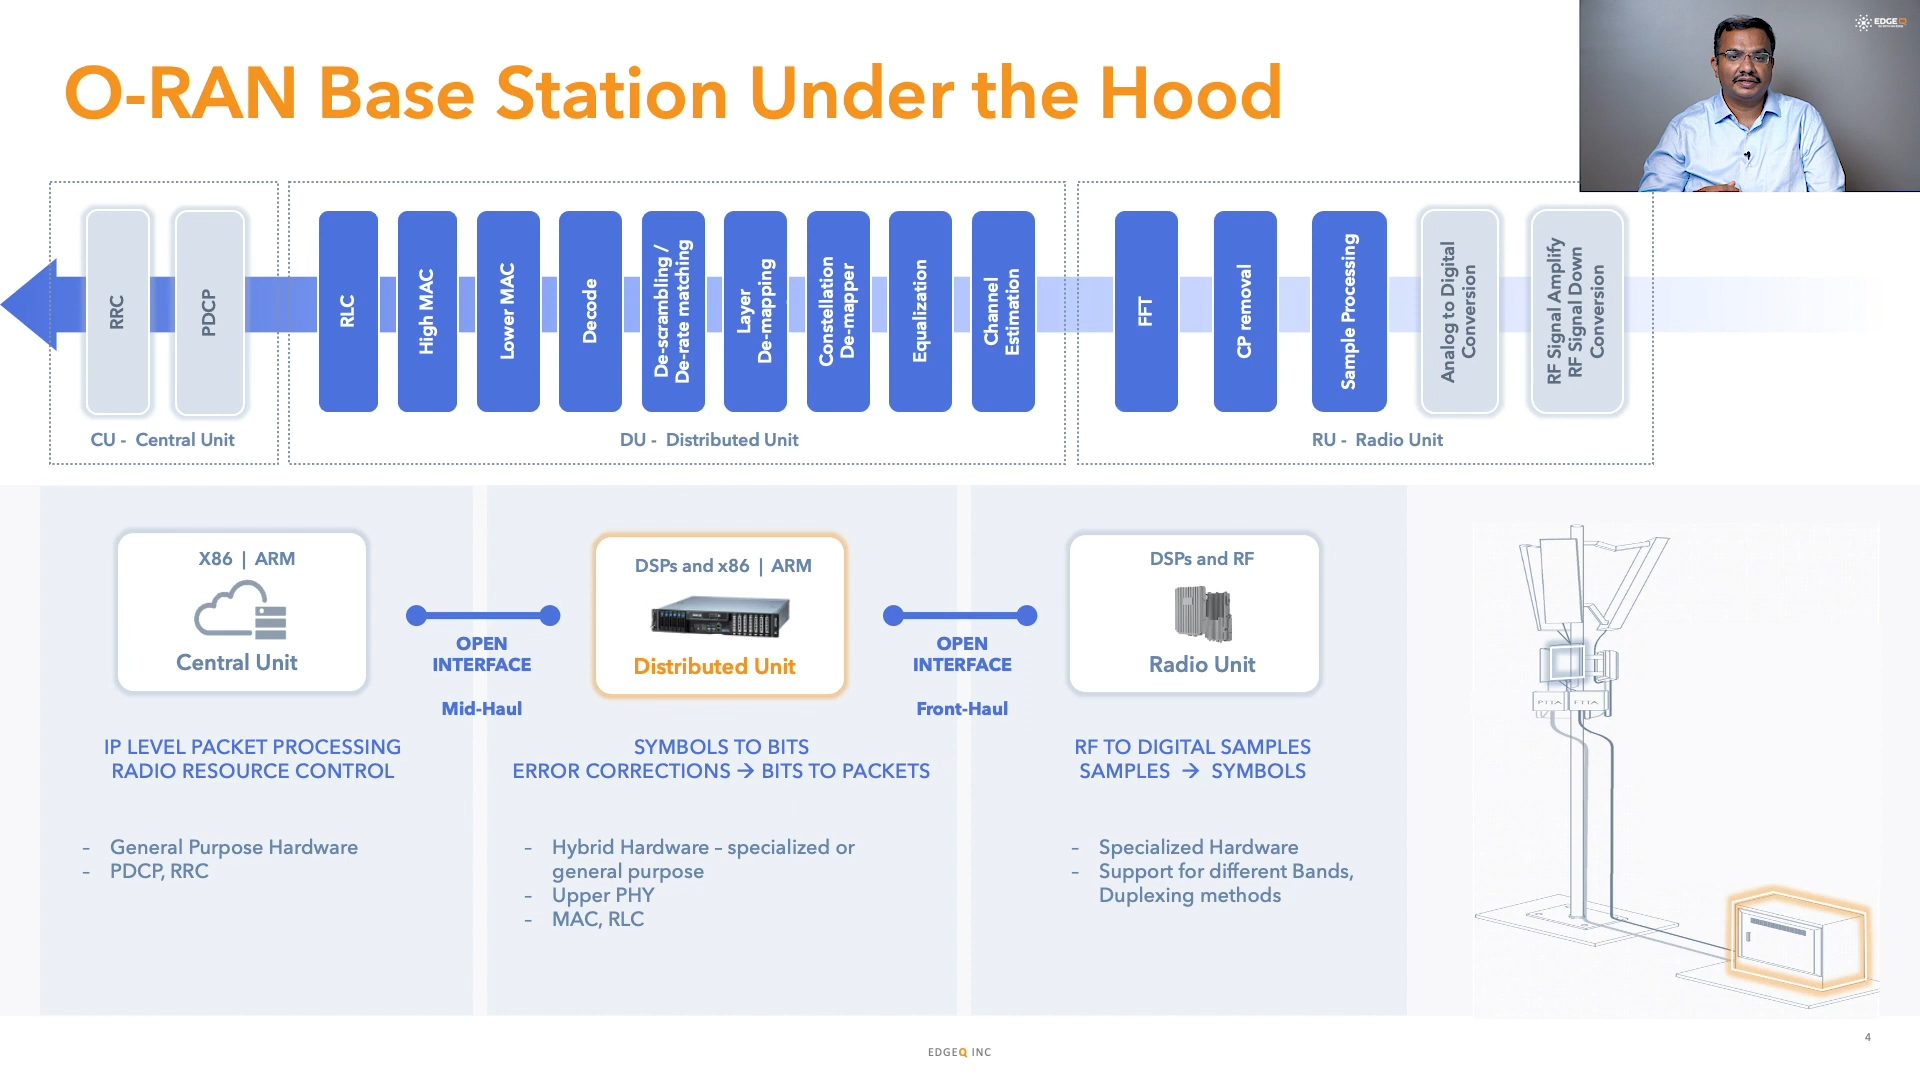 O-RAN Base Station Under the Hood
EDGEQ
RRC
PDCP
CU - Central Unit
RLC
High MAC
Lower MAC
Decode
De-scrambling /
De-rate matching
Layer
De-mapping
Constellation
De-mapper
Equalization
Channel
Estimation
DU - Distributed Unit
FFT
CP removal
Sample Processing
Analog to Digital
Conversion
RF Signal Amplify
RF Signal Down
Conversion
RU - Radio Unit
X86 | ARM
Central Unit
OPEN
INTERFACE
Mid-Haul
DSPs and x86 | ARM
Distributed Unit
OPEN
INTERFACE
Front-Haul
DSPs and RF
Radio Unit
IP LEVEL PACKET PROCESSING
RADIO RESOURCE CONTROL
- General Purpose Hardware
- PDCP, RRC
SYMBOLS TO BITS
ERROR CORRECTIONS → BITS TO PACKETS
- Hybrid Hardware – specialized or
general purpose
- Upper PHY
- MAC, RLC
RF TO DIGITAL SAMPLES
SAMPLES → SYMBOLS
- Specialized Hardware
- Support for different Bands,
Duplexing methods
EDGEQ INC
4